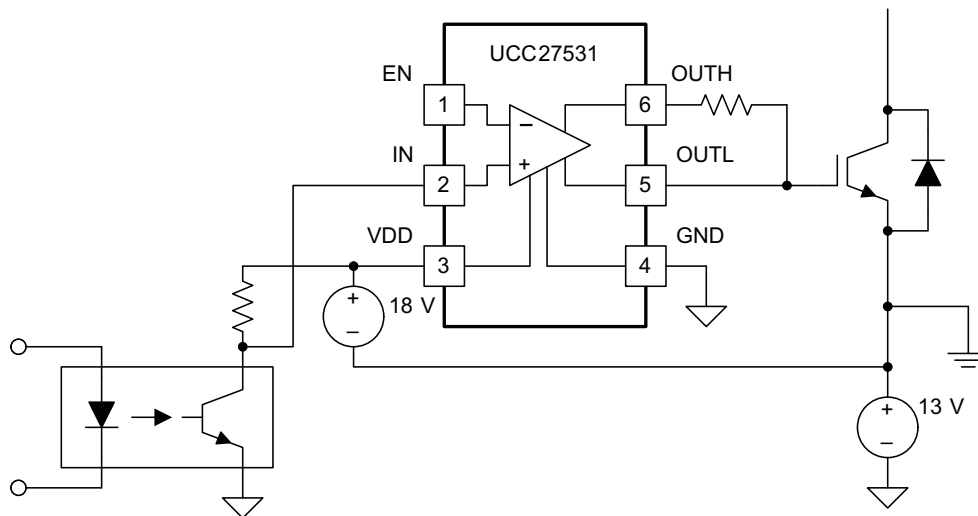 UCC27531
EN
OUTH
1
6
−
+
IN
OUTL
2
5
VDD
GND
3
4
+
−
18 V
+
−
13 V